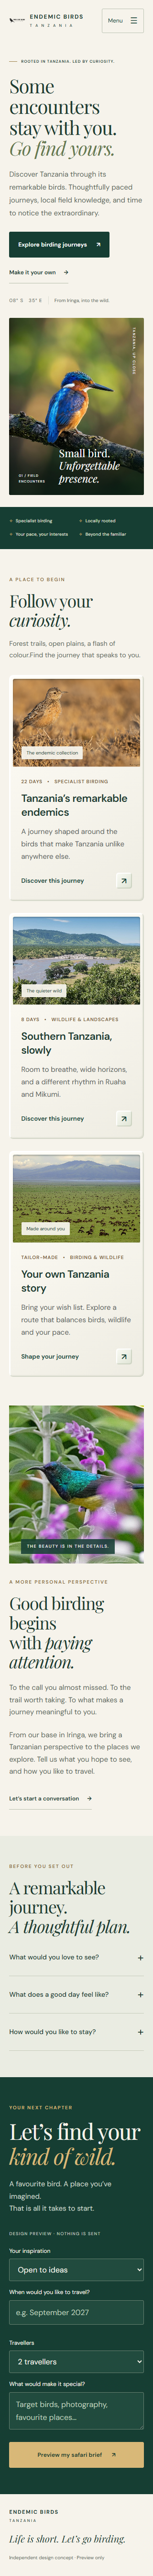 ENDEMIC BIRDS
TANZANIA
Menu
ROOTED IN TANZANIA. LED BY CURIOSITY.
Some
encounters
stay with you.
Go find yours.
Discover Tanzania through its
remarkable birds. Thoughtfully paced
journeys, local field knowledge, and time
to notice the extraordinary.
Explore birding journeys
Make it your own
From Iringa, into the wild.
TANZANIA, UP CLOSE
Small bird.
Unforgettable
presence.
01 / FIELD
ENCOUNTERS
Specialist birding
Locally rooted
Your pace, your interests
Beyond the familiar
A PLACE TO BEGIN
Follow your
curiosity.
Forest trails, open plains, a flash of
colour.Find the journey that speaks to you.
The endemic collection
22 DAYS • SPECIALIST BIRDING
Tanzania's remarkable
endemics
A journey shaped around the
birds that make Tanzania unlike
anywhere else.
Discover this journey
The quieter wild
8 DAYS • WILDLIFE & LANDSCAPES
Southern Tanzania,
slowly
Room to breathe, wide horizons,
and a different rhythm in Ruaha
and Mikumi.
Discover this journey
Made around you
TAILOR-MADE • BIRDING & WILDLIFE
Your own Tanzania
story
Bring your wish list. Explore a
route that balances birds, wildlife
and your pace.
Shape your journey
THE BEAUTY IS IN THE DETAILS.
A MORE PERSONAL PERSPECTIVE
Good birding
begins
with paying
attention.
To the call you almost missed. To the
trail worth taking. To what makes a
journey meaningful to you.
From our base in Iringa, we bring a
Tanzanian perspective to the places we
explore. Tell us what you hope to see,
and how you like to travel.
Let's start a conversation
BEFORE YOU SET OUT
A remarkable
journey.
A thoughtful plan.
What would you love to see?
What does a good day feel like?
How would you like to stay?
YOUR NEXT CHAPTER
Let's find your
kind of wild.
A favourite bird. A place you've
imagined.
That is all it takes to start.
DESIGN PREVIEW · NOTHING IS SENT
Your inspiration
Open to ideas
When would you like to travel?
e.g. September 2027
Travellers
2 travellers
What would make it special?
Target birds, photography,
favourite places...
Preview my safari brief
ENDEMIC BIRDS
TANZANIA
Life is short. Let's go birding.
Independent design concept · Preview only